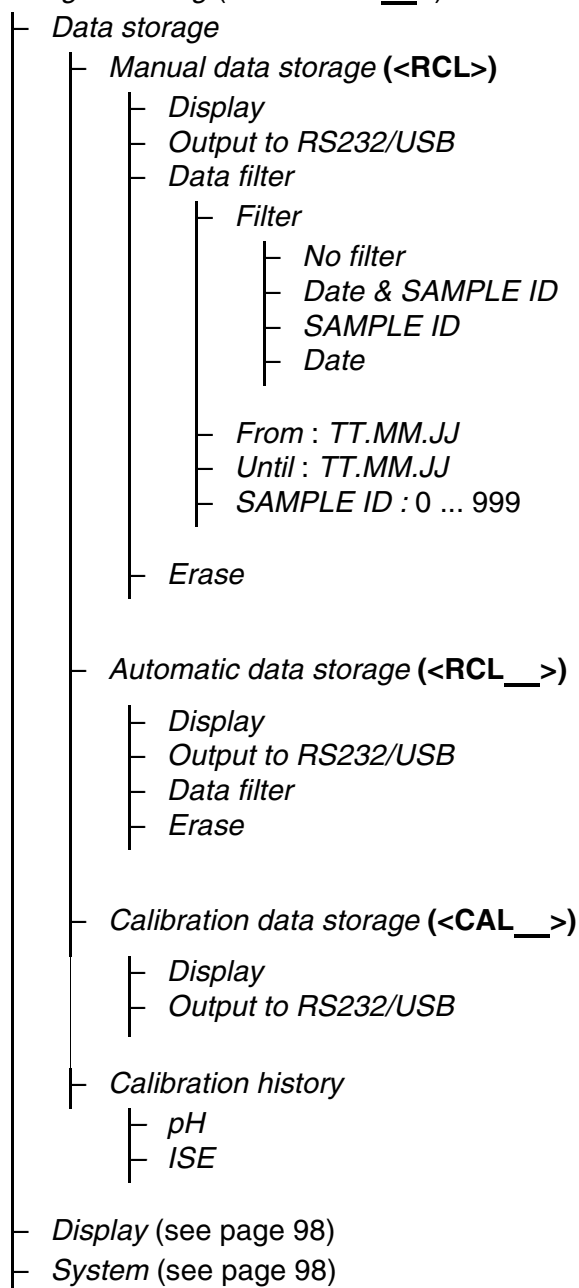 – Data storage
– Manual data storage (<RCL>)
– Display
– Output to RS232/USB
– Data filter
– Filter
– No filter
– Date & SAMPLE ID
– SAMPLE ID
– Date
– From : TT.MM.JJ
– Until : TT.MM.JJ
– SAMPLE ID : 0 ... 999
– Erase
– Automatic data storage (<RCL__>)
– Display
– Output to RS232/USB
– Data filter
– Erase
– Calibration data storage (<CAL__>)
– Display
– Output to RS232/USB
– Calibration history
– pH
– ISE
– Display (see page 98)
– System (see page 98)